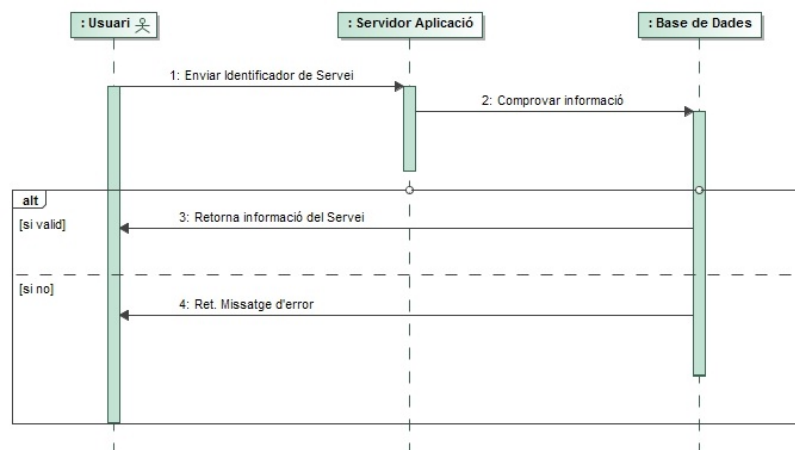 : Usuari
: Servidor Aplicació
: Base de Dades
1: Enviar Identificador de Servei
2: Comprovar informació
alt
[si valid]
3: Retorna informació del Servei
[si no]
4: Ret. Missatge d'error